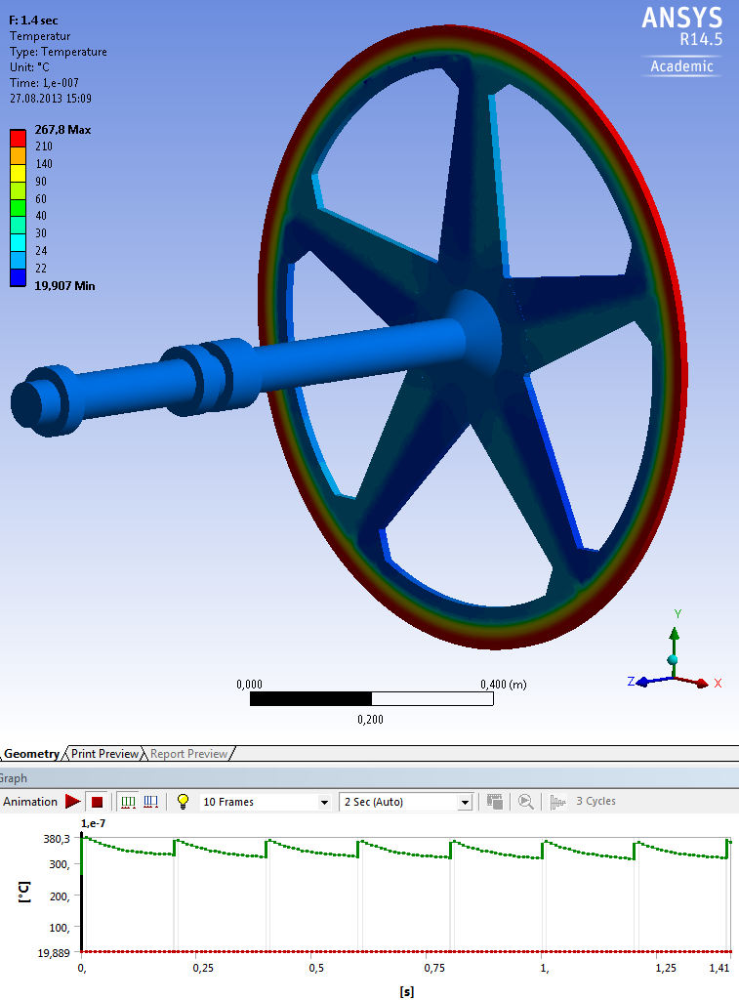 F: 1.4 sec
Temperatur
Type: Temperature
Unit: °C
Time: 1,e-007
27.08.2013 15:09
ANSYS
R14.5
Academic
267,8 Max
210
140
90
60
40
30
24
22
19,907 Min
Y
Z
X
0,000
0,400 (m)
0,200
Geometry
Print Preview
Report Preview
Graph
Animation
10 Frames
2 Sec (Auto)
3 Cycles
1,e-7
380,3
300,
200,
100,
19,889
[°C]
0,
0,25
0,5
0,75
1,
1,25
1,41
[s]